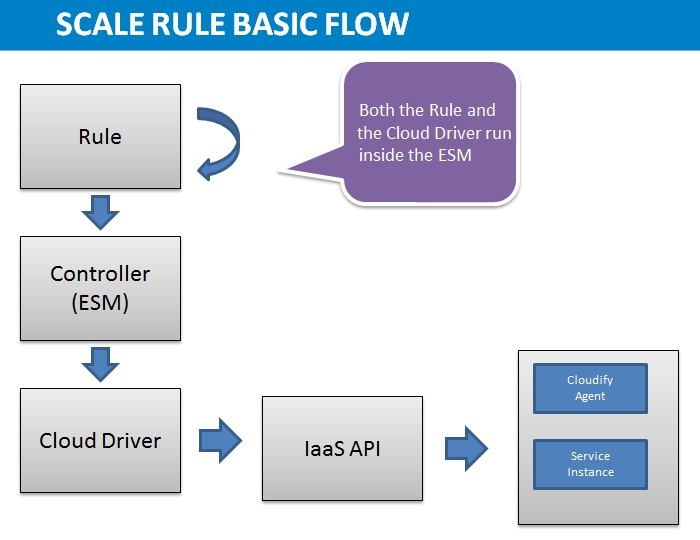 SCALE RULE BASIC FLOW
Rule
Both the Rule and
the Cloud Driver run
inside the ESM
Controller
(ESM)
Cloud Driver
IaaS API
Cloudify
Agent
Service
Instance